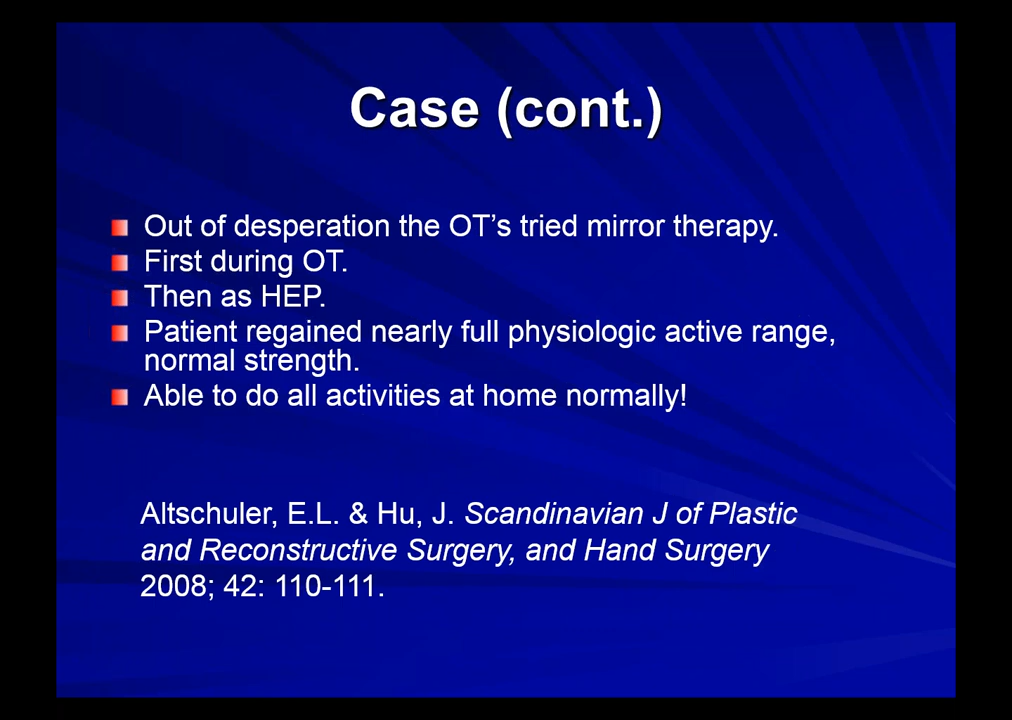 Case (cont.)
Out of desperation the OT’s tried mirror therapy.
First during OT.
Then as HEP.
Patient regained nearly full physiologic active range,
normal strength.
Able to do all activities at home normally!
Altschuler, E.L. & Hu, J. Scandinavian J of Plastic
and Reconstructive Surgery, and Hand Surgery
2008; 42: 110-111.